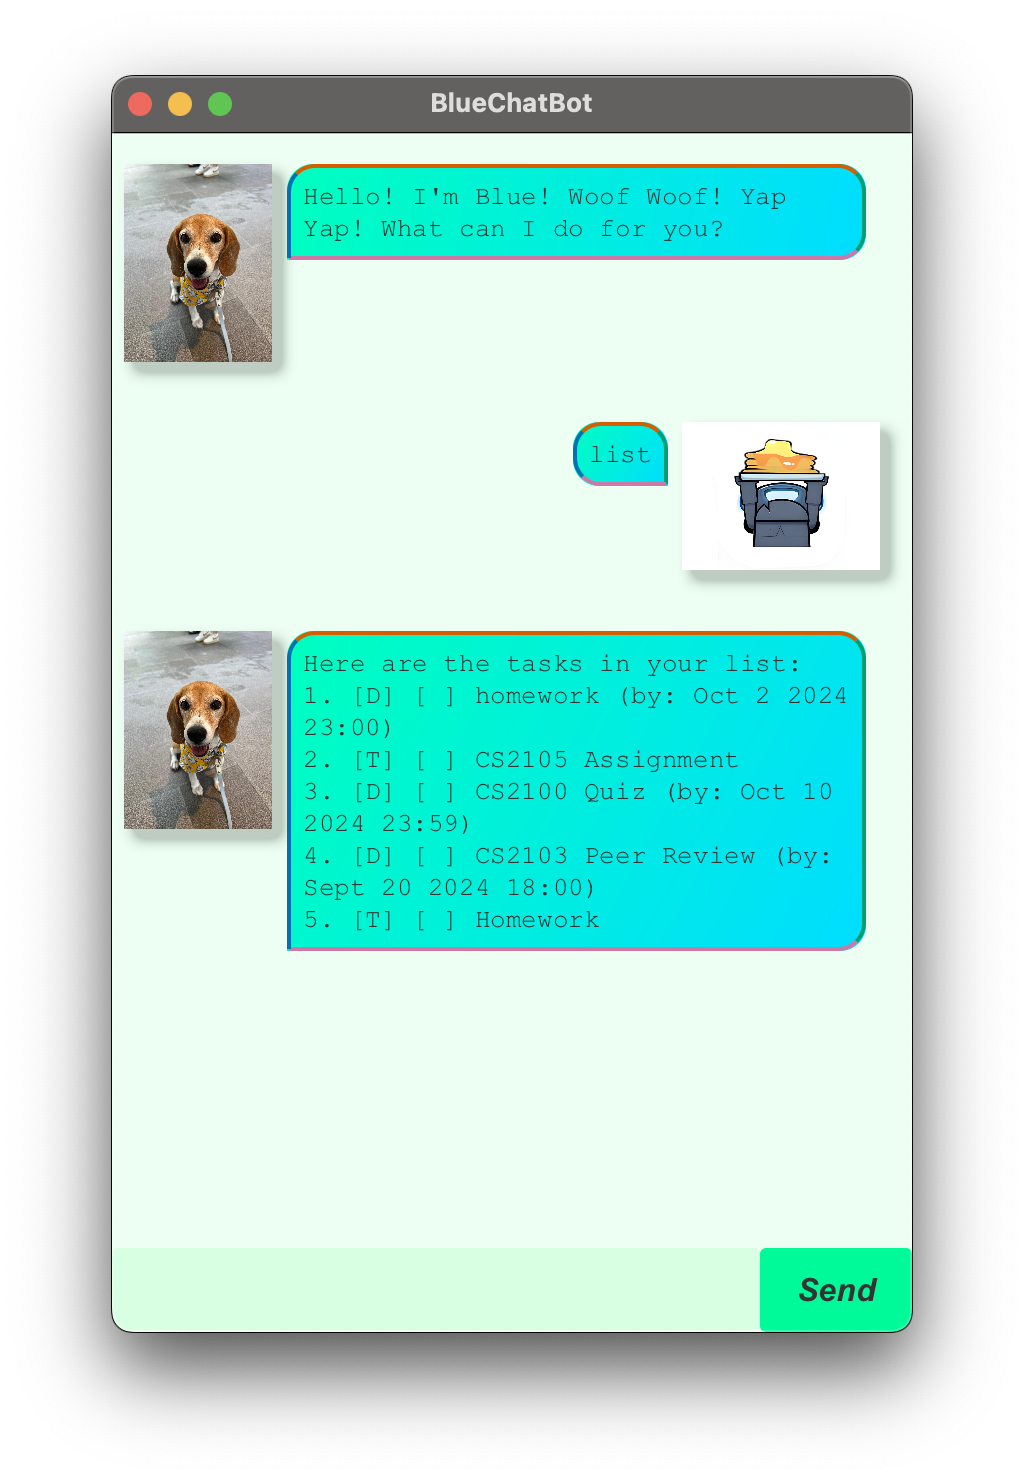 BlueChatBot
Hello! I'm Blue! Woof Woof! Yap
Yap! What can I do for you?
list
Here are the tasks in your list:
1. [D] [ ] homework (by: Oct 2 2024
23:00)
2. [T] [ ] CS2105 Assignment
3. [D] [ ] CS2100 Quiz (by: Oct 10
2024 23:59)
4. [D] [ ] CS2103 Peer Review (by:
Sept 20 2024 18:00)
5. [T] [ ] Homework
Send